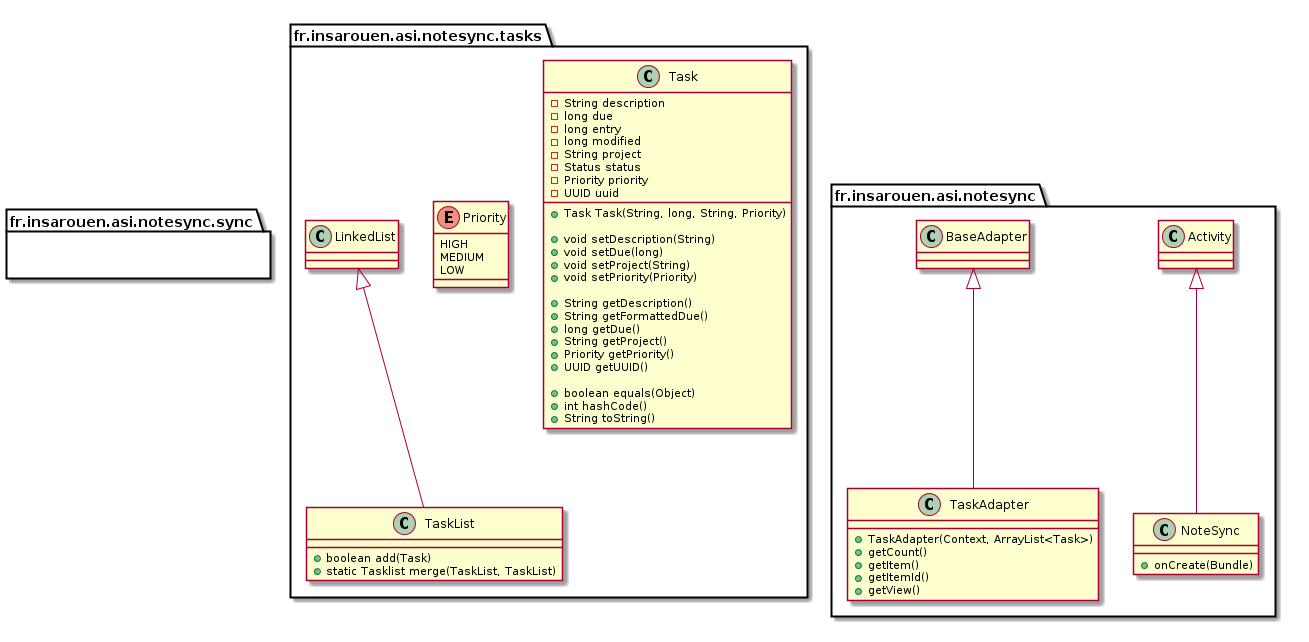 fr.insarouen.asi.notesync.sync
fr.insarouen.asi.notesync.tasks
C LinkedList
E Priority
HIGH
MEDIUM
LOW
C Task
String description
long due
long entry
long modified
String project
Status status
Priority priority
UUID uuid
Task Task(String, long, String, Priority)
void setDescription(String)
void setDue(long)
void setProject(String)
void setPriority(Priority)
String getDescription()
String getFormattedDue()
long getDue()
String getProject()
Priority getPriority()
UUID getUUID()
boolean equals(Object)
int hashCode()
String toString()
C TaskList
boolean add(Task)
static Tasklist merge(TaskList, TaskList)
fr.insarouen.asi.notesync
C BaseAdapter
C Activity
C TaskAdapter
TaskAdapter(Context, ArrayList<Task>)
getCount()
getItem()
getItemId()
getView()
C NoteSync
onCreate(Bundle)